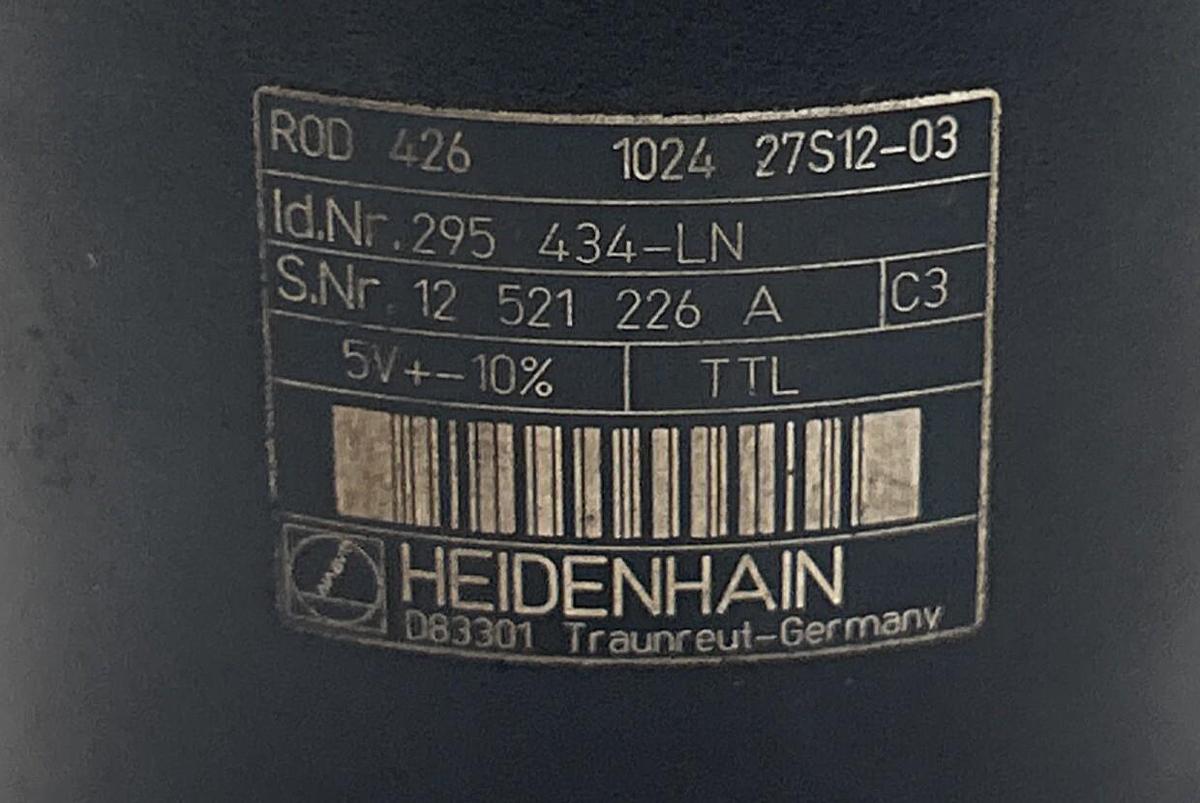 ROD 426 1024 27S12-03
Id.Nr.295 434-LN
S.Nr. 12 521 226 A C3
5V+-10% TTL
HEIDENHAIN
D83301 Traunreut-Germany